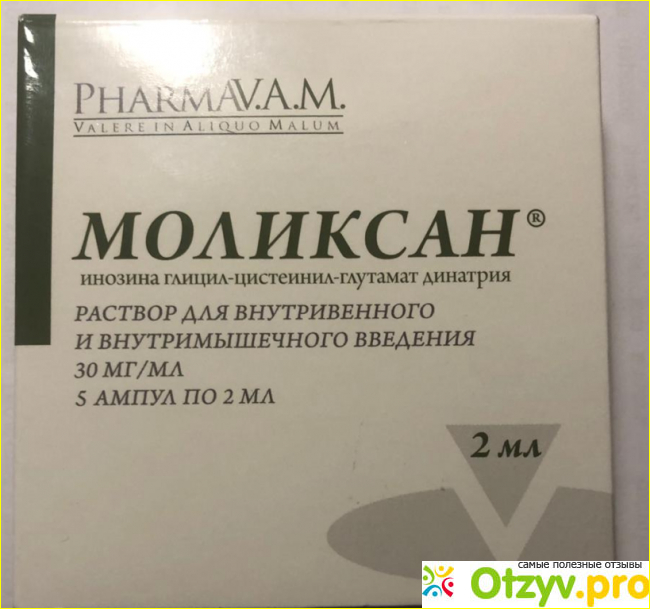 PHARMAV.A.M.
VALERE IN ALIQUO MALUM
МОЛИКСАН®
инозина глицил-цистеинил-глутамат динатрия
РАСТВОР ДЛЯ ВНУТРИВЕННОГО
И ВНУТРИМЫШЕЧНОГО ВВЕДЕНИЯ
30 МГ/МЛ
5 АМПУЛ ПО 2 МЛ
2 мл
самые полезные отзывы
Otzyv.pro